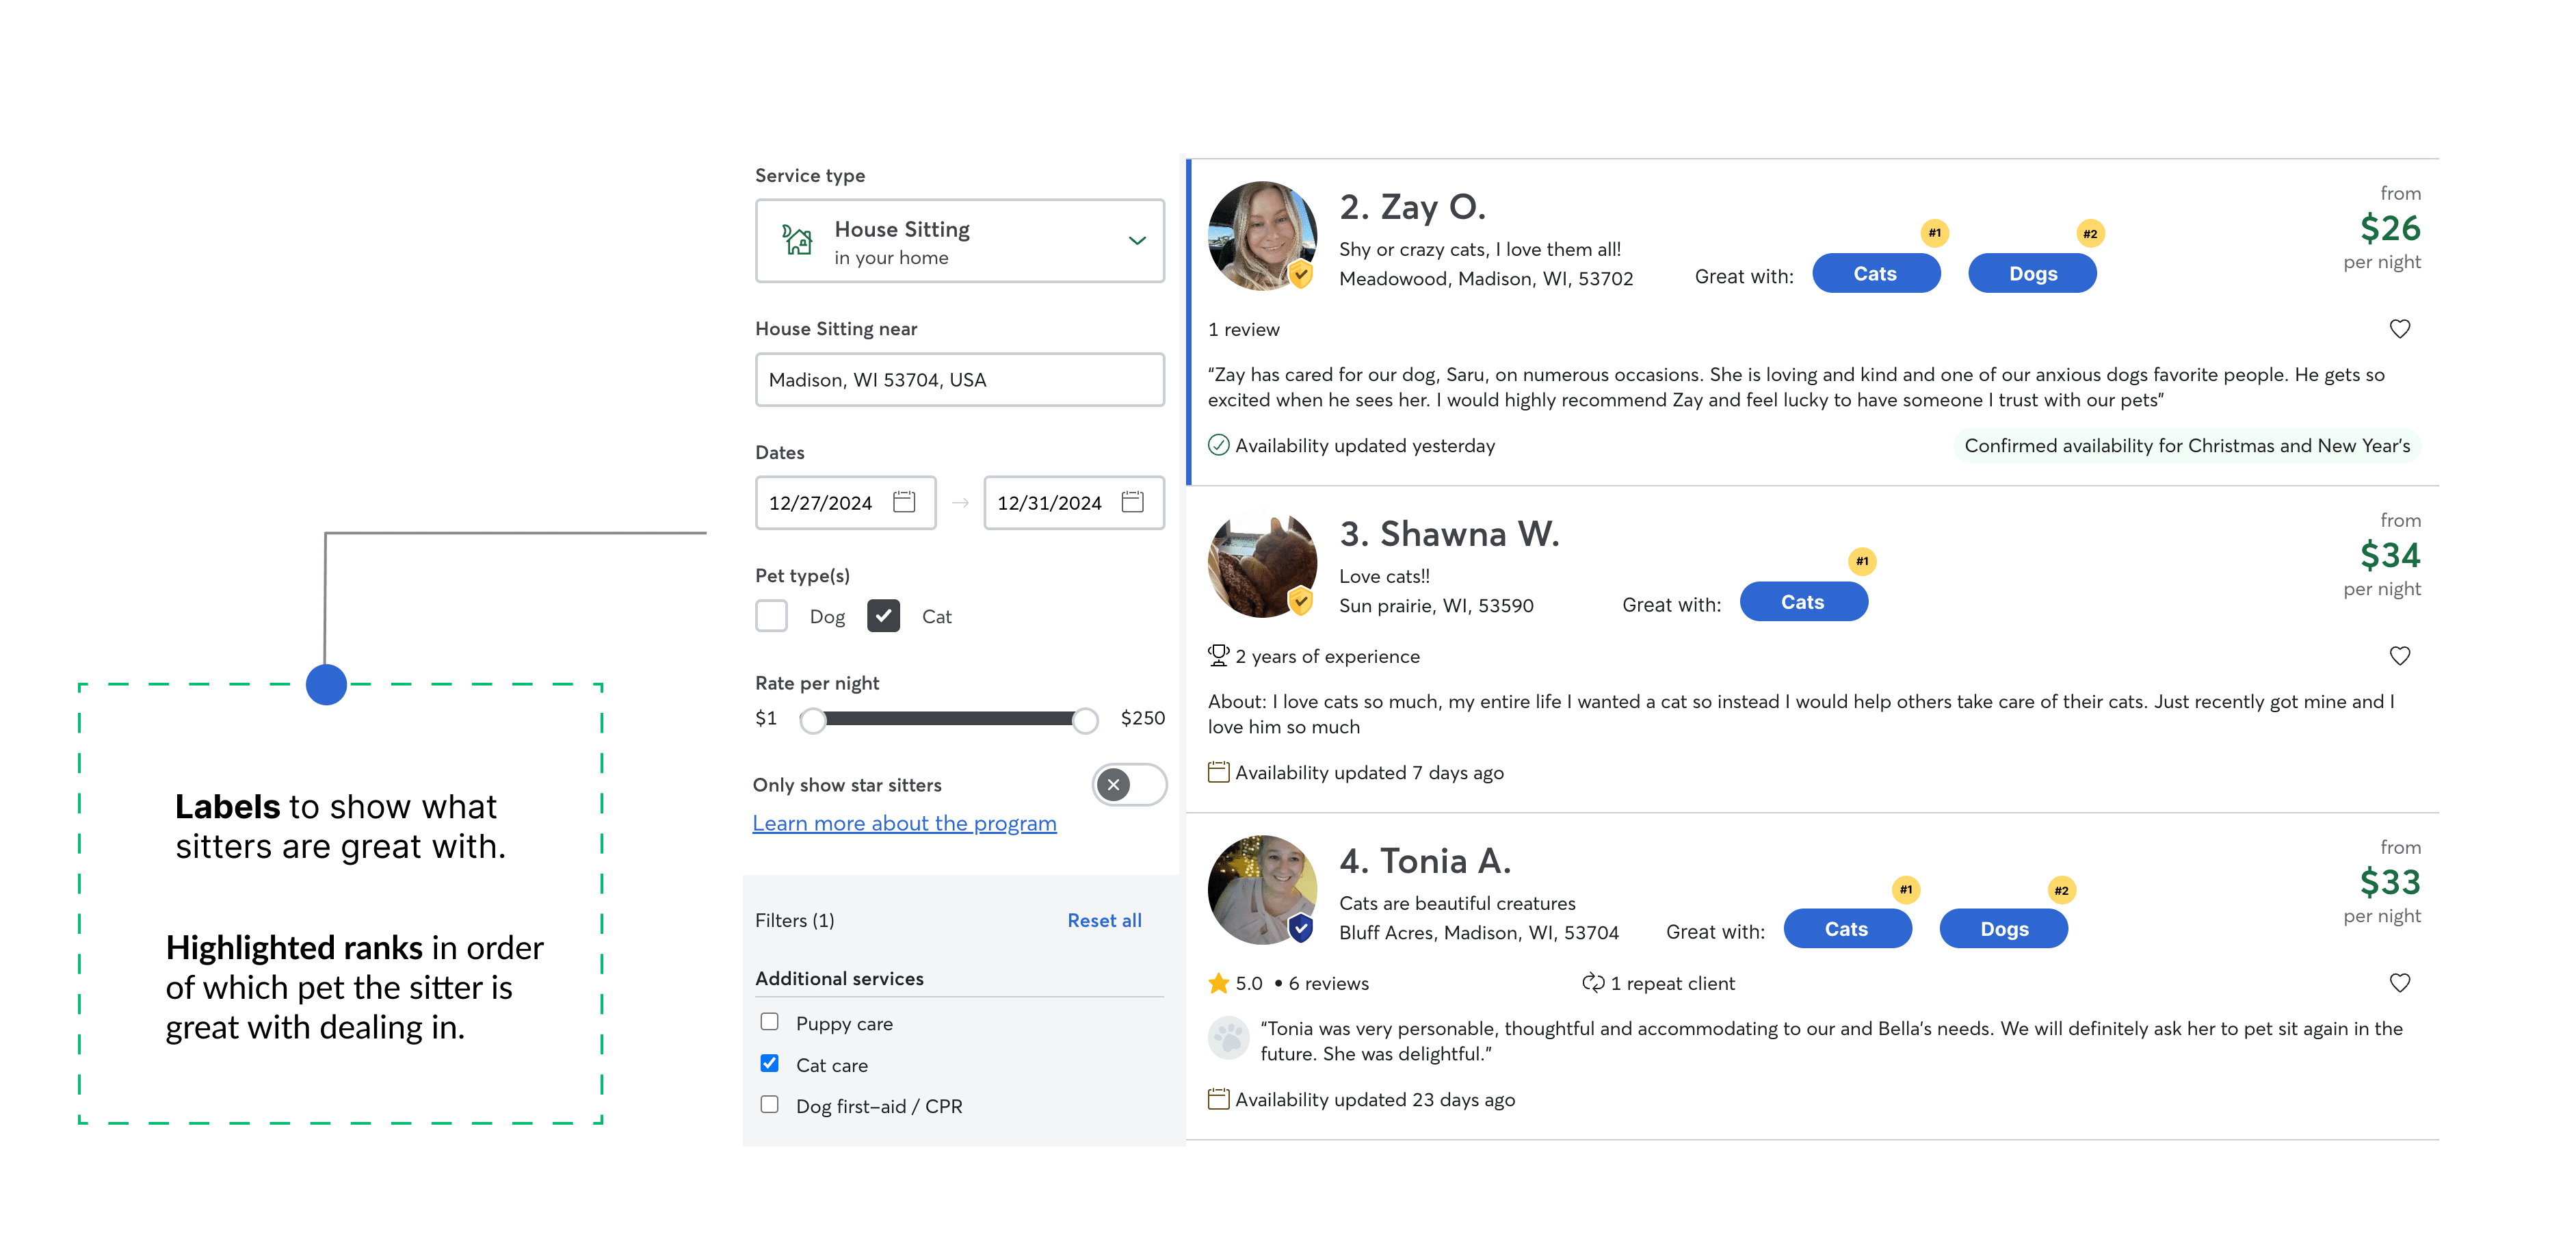 Labels to show what
sitters are great with.
Highlighted ranks in order
of which pet the sitter is
great with dealing in.
Service type
House Sitting
in your home
House Sitting near
Madison, WI 53704, USA
Dates
12/27/2024
12/31/2024
Pet type(s)
Dog
Cat
Rate per night
$1
$250
Only show star sitters
Learn more about the program
Filters (1)
Reset all
Additional services
Puppy care
Cat care
Dog first-aid / CPR
2. Zay O.
Shy or crazy cats, I love them all!
Meadowood, Madison, WI, 53702
Great with:
Cats
#1
Dogs
#2
from
$26
per night
1 review
“Zay has cared for our dog, Saru, on numerous occasions. She is loving and kind and one of our anxious dogs favorite people. He gets so
excited when he sees her. I would highly recommend Zay and feel lucky to have someone I trust with our pets”
Availability updated yesterday
Confirmed availability for Christmas and New Year's
3. Shawna W.
Love cats!!
Sun prairie, WI, 53590
Great with:
Cats
#1
from
$34
per night
2 years of experience
About: I love cats so much, my entire life I wanted a cat so instead I would help others take care of their cats. Just recently got mine and I
love him so much
Availability updated 7 days ago
4. Tonia A.
Cats are beautiful creatures
Bluff Acres, Madison, WI, 53704
Great with:
Cats
#1
Dogs
#2
from
$33
per night
5.0 • 6 reviews
1 repeat client
“Tonia was very personable, thoughtful and accommodating to our and Bella's needs. We will definitely ask her to pet sit again in the
future. She was delightful.”
Availability updated 23 days ago